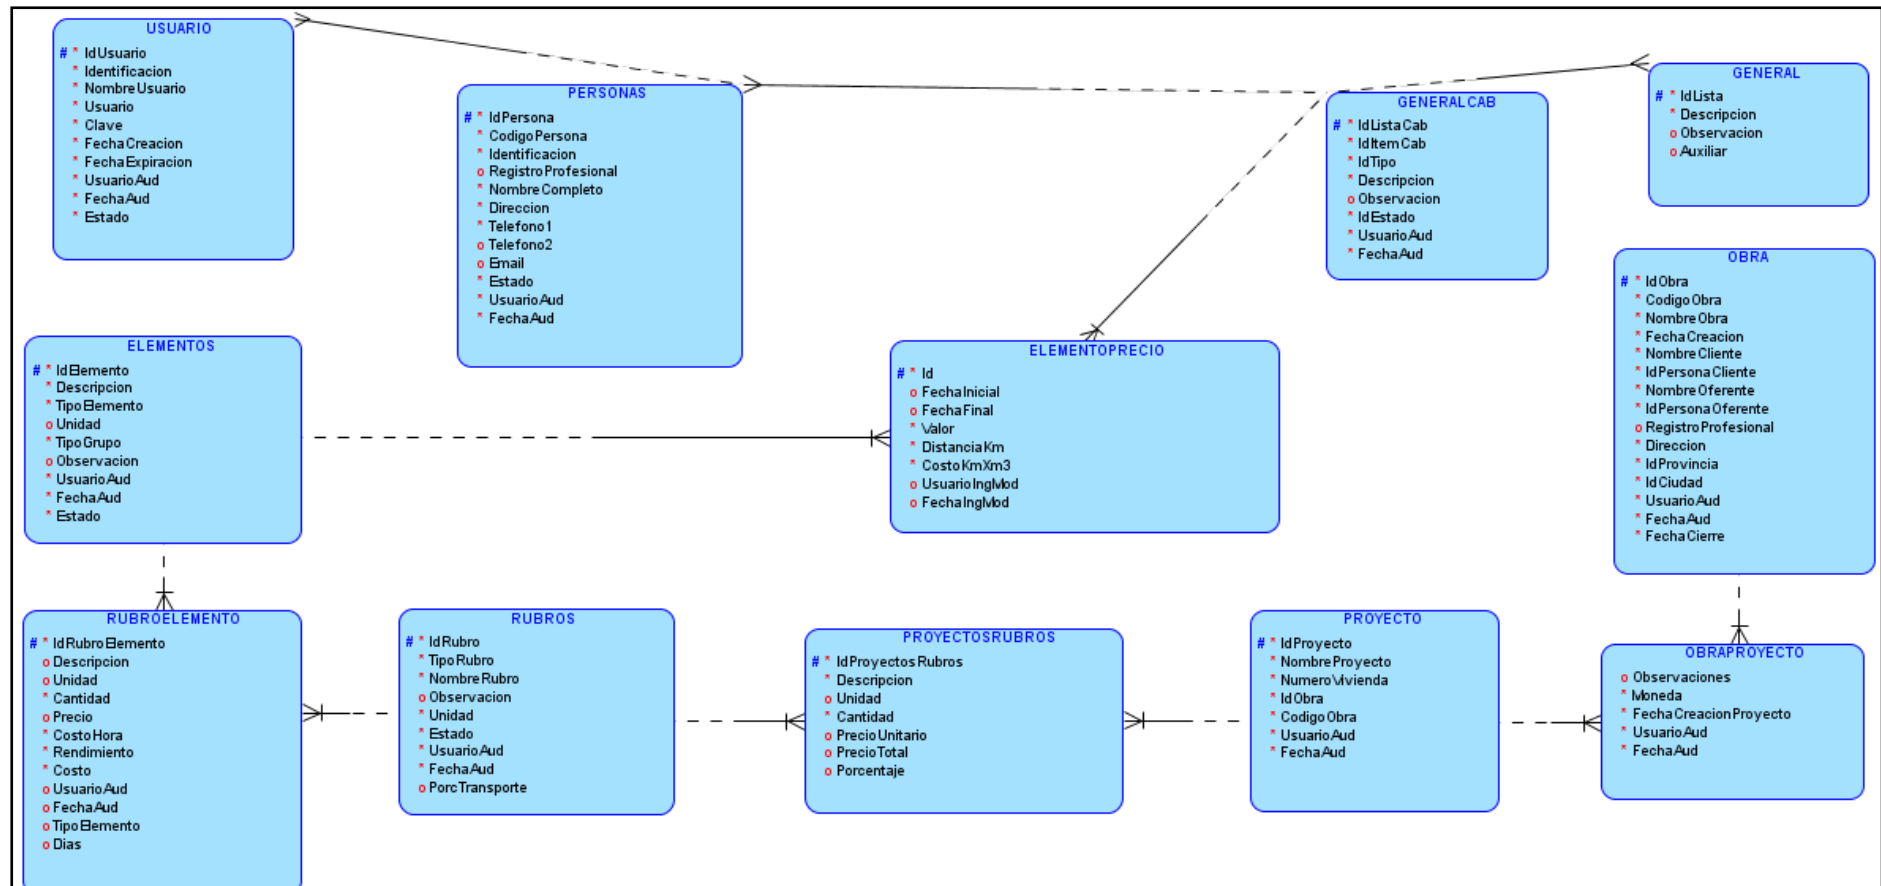 USUARIO
# * IdUsuario
* Identificacion
* NombreUsuario
* Usuario
* Clave
* FechaCreacion
* FechaExpiracion
* UsuarioAud
* FechaAud
* Estado
PERSONAS
# * IdPersona
* CodigoPersona
* Identificacion
o RegistroProfesional
* NombreCompleto
* Direccion
* Telefono1
o Telefono2
o Email
* Estado
* UsuarioAud
* FechaAud
GENERALCAB
# * IdListaCab
* IdItemCab
* IdTipo
* Descripcion
o Observacion
* IdEstado
* UsuarioAud
* FechaAud
GENERAL
# * IdLista
* Descripcion
o Observacion
o Auxiliar
OBRA
# * IdObra
* CodigoObra
* NombreObra
* FechaCreacion
* NombreCliente
* IdPersonaCliente
* NombreOferente
* IdPersonaOferente
o RegistroProfesional
* Direccion
* IdProvincia
* IdCiudad
* UsuarioAud
* FechaAud
* FechaCierre
ELEMENTOS
# * IdElemento
* Descripcion
* TipoElemento
o Unidad
* TipoGrupo
o Observacion
* UsuarioAud
* FechaAud
* Estado
ELEMENTOPRECIO
# * Id
o FechaInicial
o FechaFinal
* Valor
* DistanciaKm
* CostoKmXm3
o UsuarioIngMod
o FechaIngMod
RUBROELEMENTO
# * IdRubroElemento
o Descripcion
o Unidad
* Cantidad
o Precio
* CostoHora
* Rendimiento
* Costo
o UsuarioAud
o FechaAud
o TipoElemento
o Dias
RUBROS
# * IdRubro
* TipoRubro
* NombreRubro
o Observacion
* Unidad
* Estado
* UsuarioAud
* FechaAud
o PorcTransporte
PROYECTOSRUBROS
# * IdProyectosRubros
* Descripcion
o Unidad
* Cantidad
o PrecioUnitario
o PrecioTotal
o Porcentaje
PROYECTO
# * IdProyecto
* NombreProyecto
* NumeroVivienda
* IdObra
* CodigoObra
* UsuarioAud
* FechaAud
OBRAPROYECTO
o Observaciones
* Moneda
* FechaCreacionProyecto
* UsuarioAud
* FechaAud